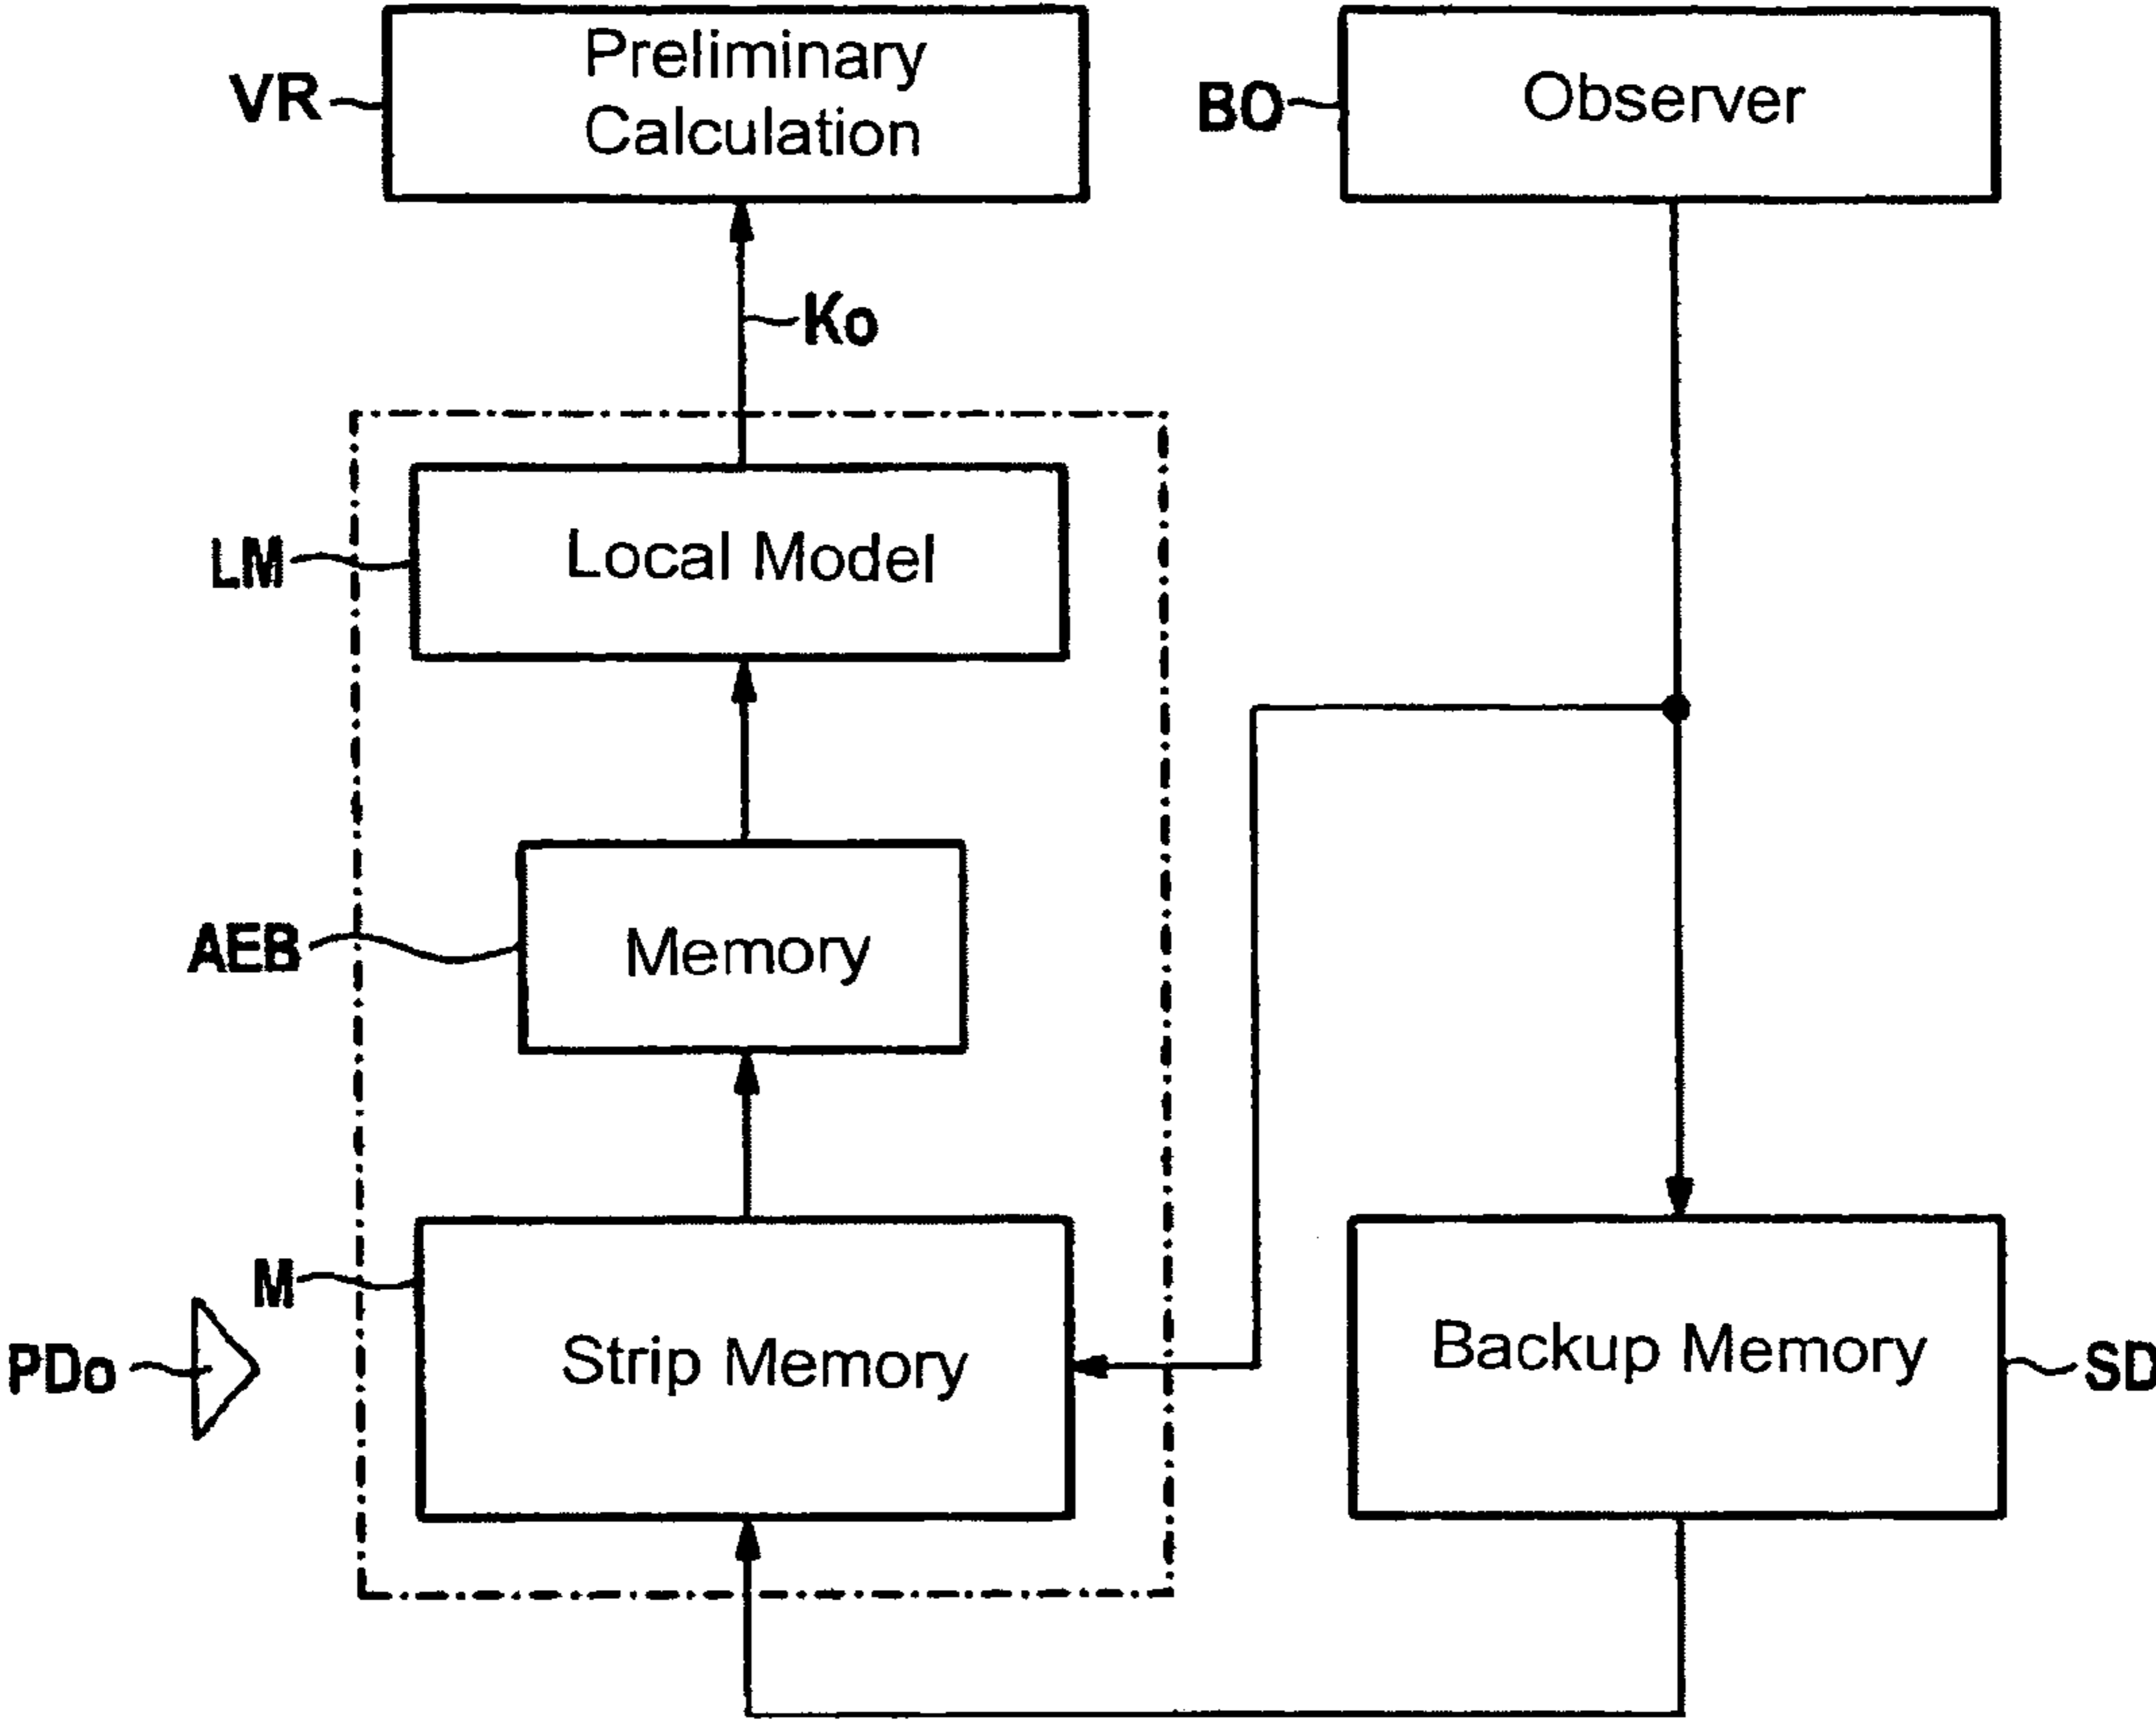 Preliminary
Calculation
VR
Observer
BO
Ko
Local Model
LM
Memory
AEB
M
Strip Memory
PDo
Backup Memory
SD